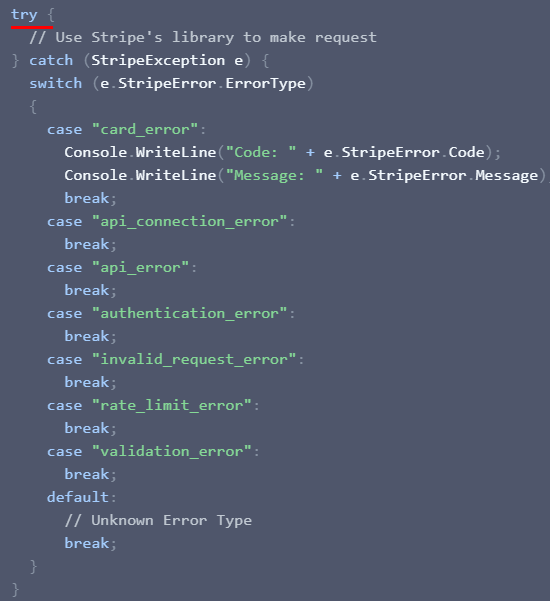 try {
  // Use Stripe's library to make request
} catch (StripeException e) {
  switch (e.StripeError.ErrorType)
  {
    case "card_error":
      Console.WriteLine("Code: " + e.StripeError.Code);
      Console.WriteLine("Message: " + e.StripeError.Message)
      break;
    case "api_connection_error":
      break;
    case "api_error":
      break;
    case "authentication_error":
      break;
    case "invalid_request_error":
      break;
    case "rate_limit_error":
      break;
    case "validation_error":
      break;
    default:
      // Unknown Error Type
      break;
  }
}